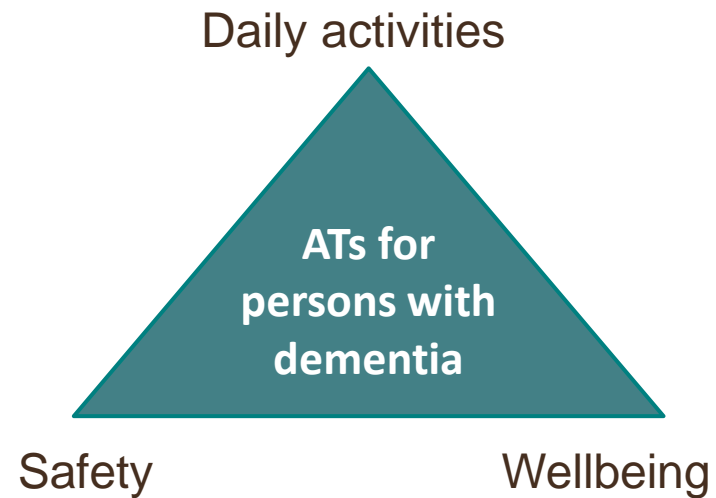 Daily activities
ATs for
persons with
dementia
Safety
Wellbeing